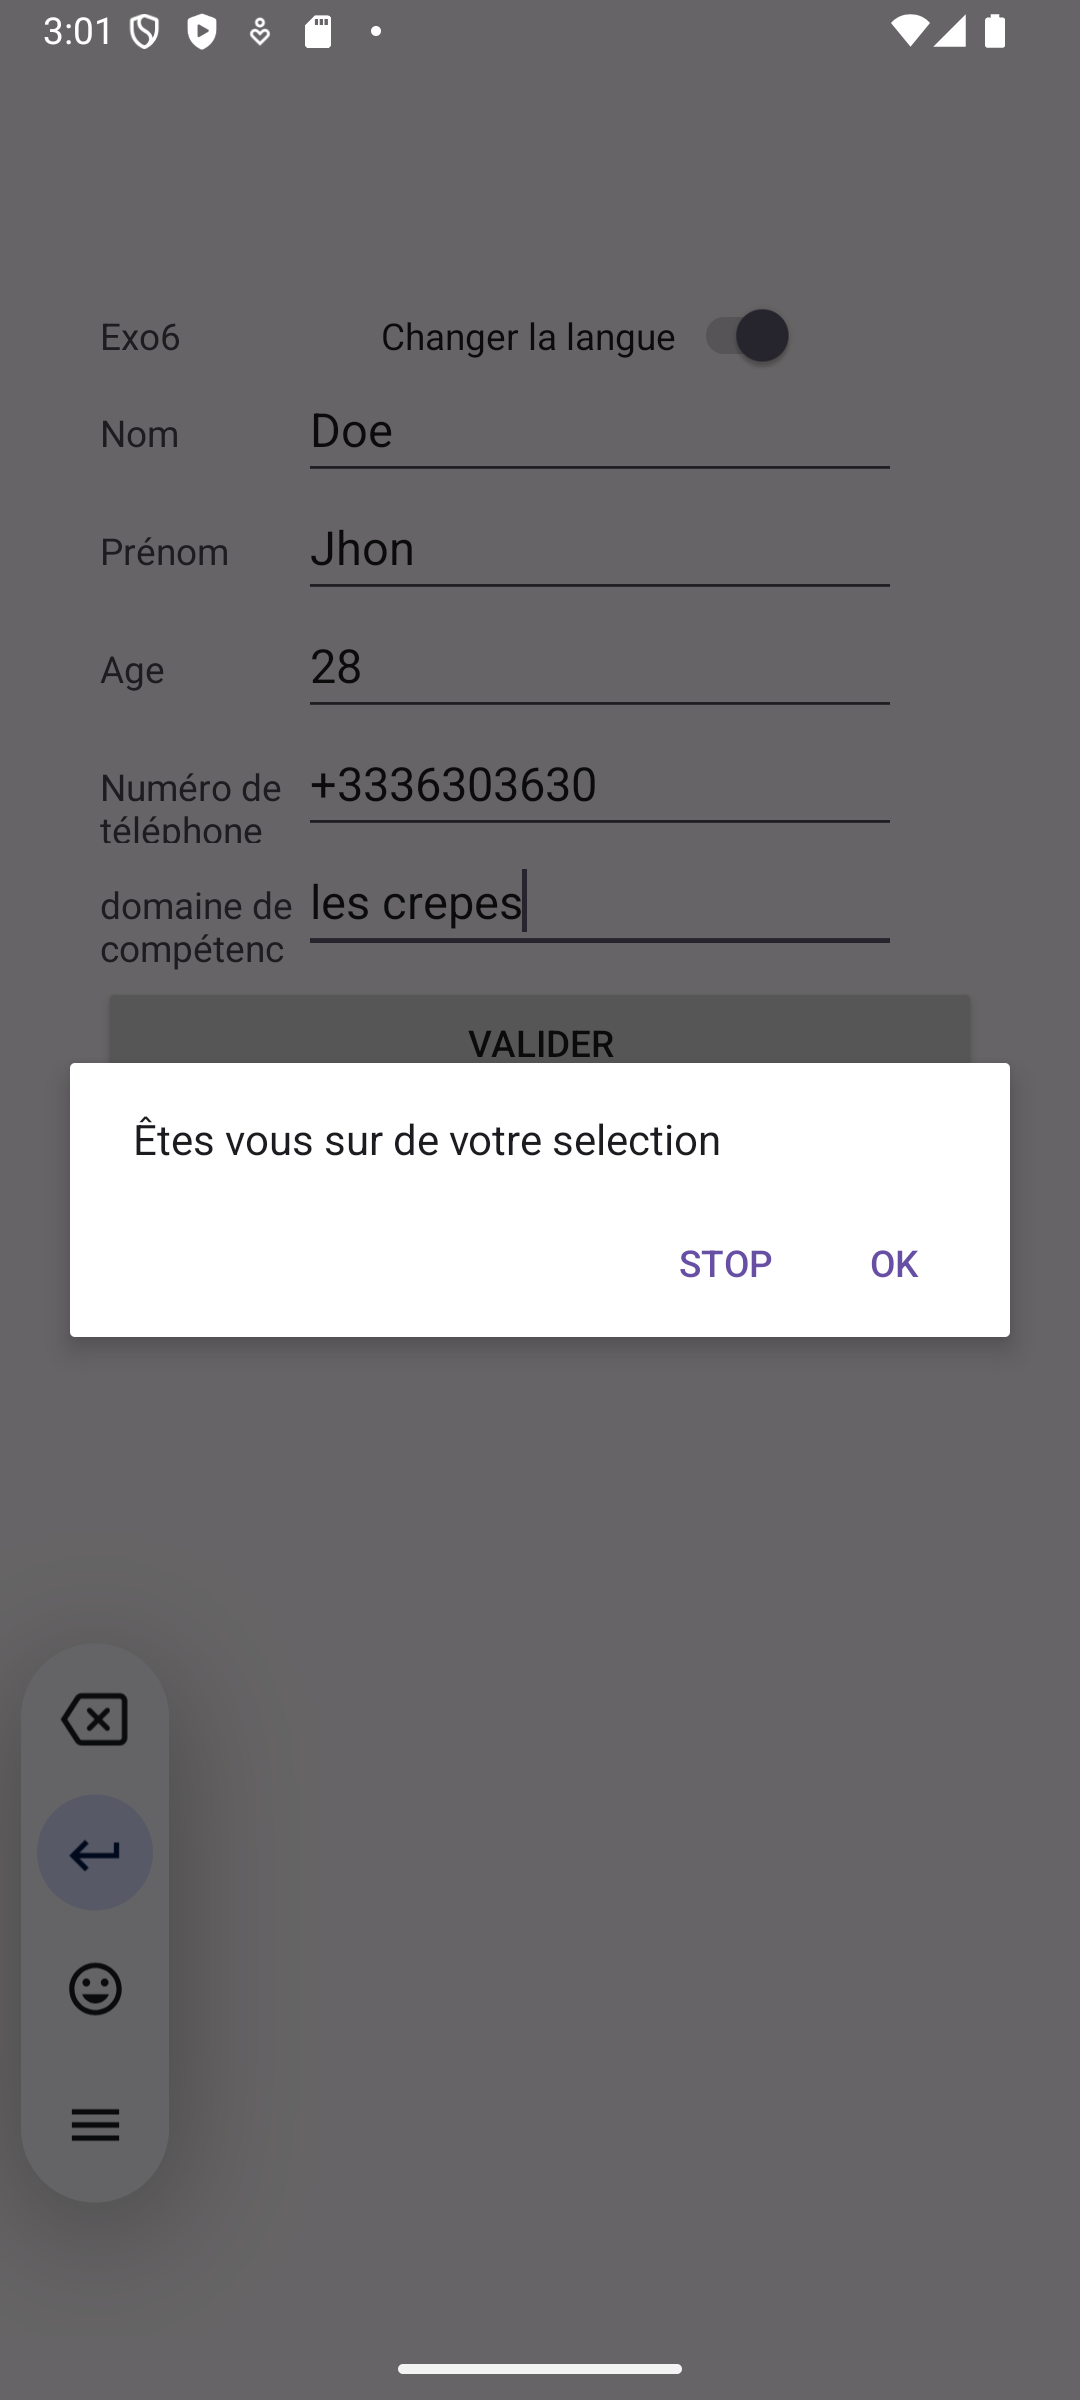 3:01
Exo6 Changer la langue
Nom Doe
Prénom Jhon
Age 28
Numéro de +3336303630
téléphone
domaine de les crepes
compétenc
VALIDER
Êtes vous sur de votre selection
STOP OK